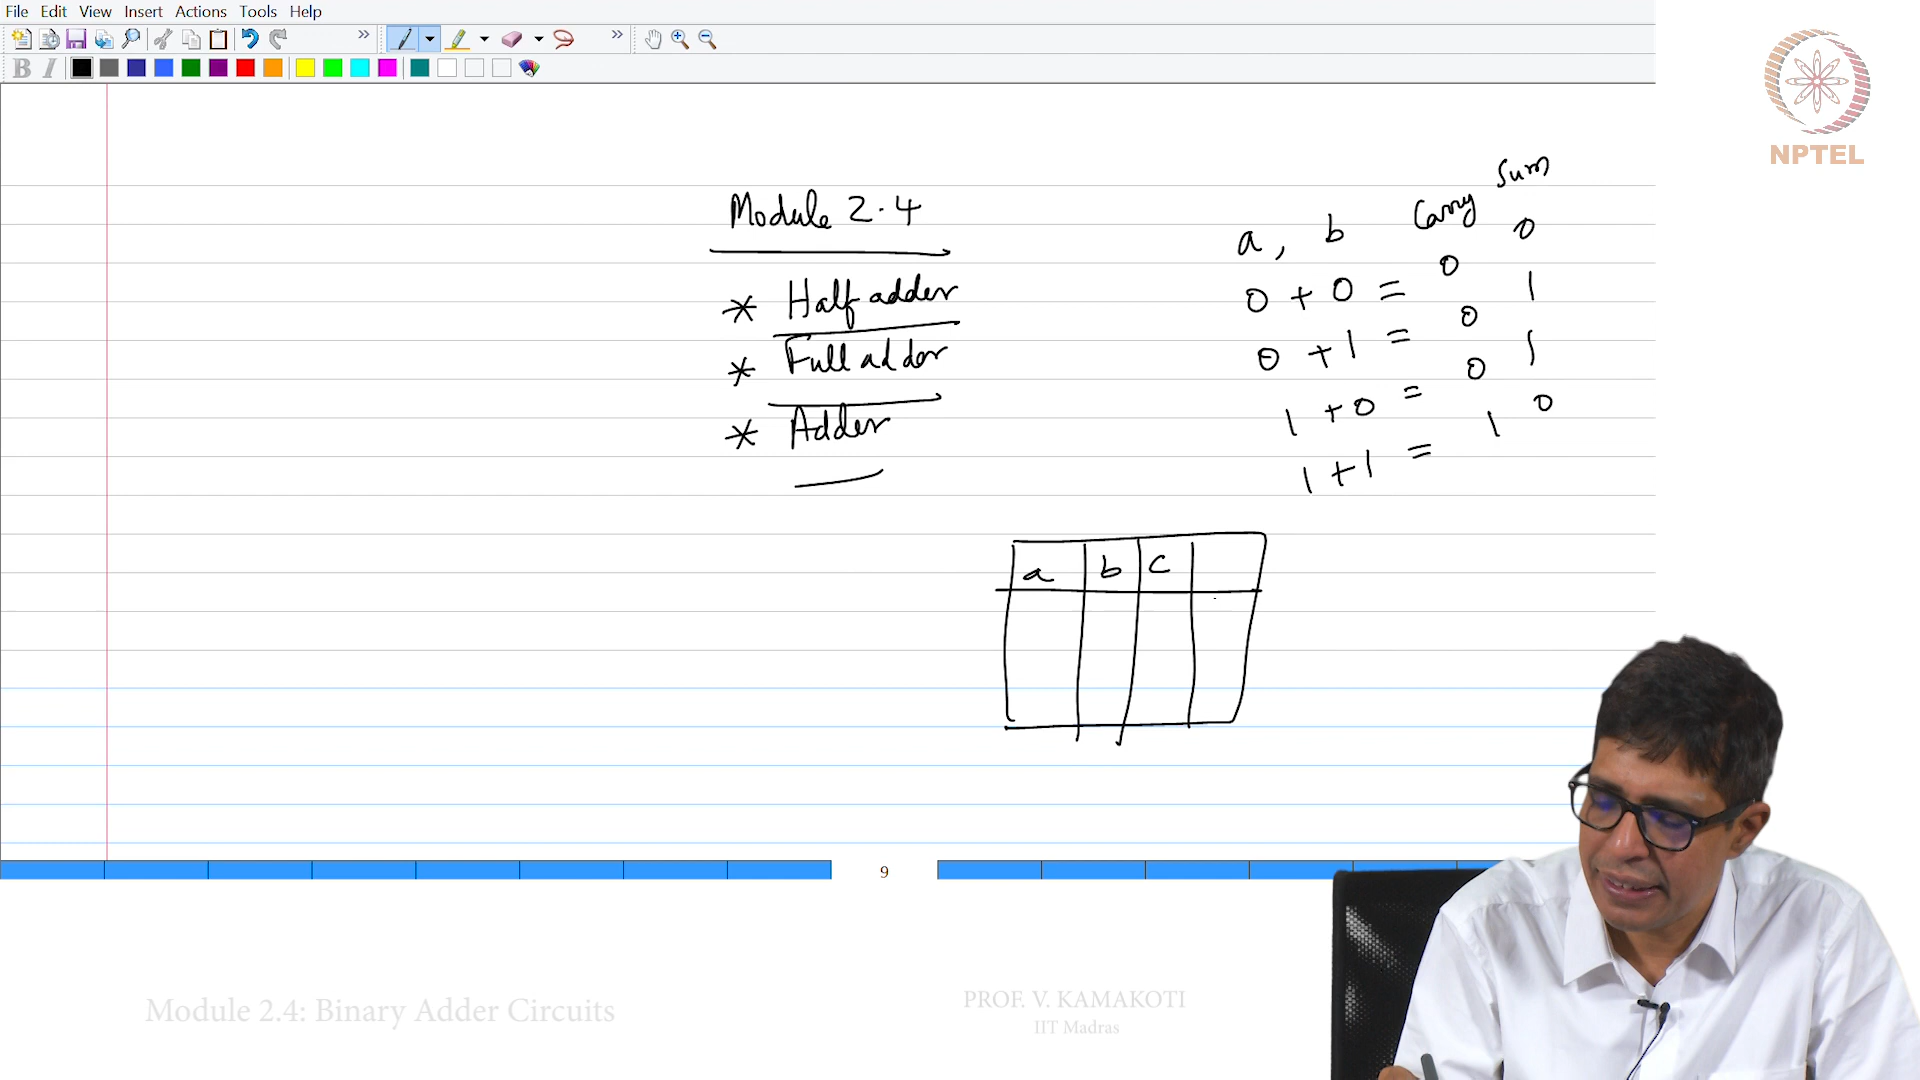 File Edit View Insert Actions Tools Help
B I
NPTEL
Module 2.4
* Half adder
* Full adder
* Adder
a, b Carry Sum
0 + 0 = 0 0
0 + 1 = 0 1
1 + 0 = 0 1
1 + 1 = 1 0
a b c
9
Module 2.4: Binary Adder Circuits
PROF. V. KAMAKOTI
IIT Madras